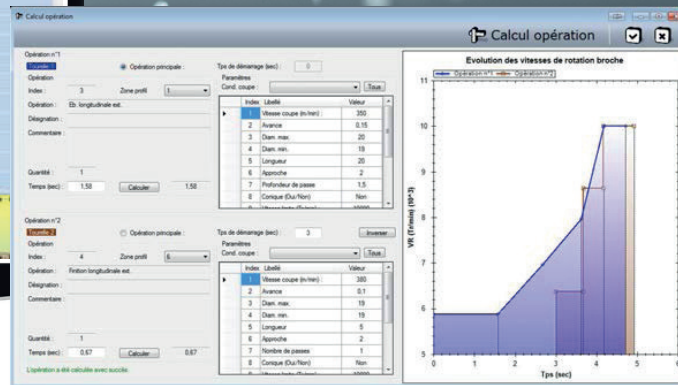 Calcul opération
Calcul opération
Opération n°1
Tourelle 1
Opération principale :
Tps de démarrage (sec) : 0
Opération
Paramètres
Index : 3 Zone profil 1
Cond. coupe : Tous
Opération : Eb. longitudinale ext.
Désignation :
Commentaire :
Index Libellé Valeur
1 Vitesse coupe (m/min) : 350
2 Avance 0.15
3 Diam. max. 20
4 Diam. min. 19
5 Longueur 20
6 Approche 2
7 Profondeur de passe 1,5
8 Conique (Oui/Non) Non
Quantité : 1
Temps (sec) : 1,58 Calculer 1,58
Opération n°2
Tourelle 2
Opération principale :
Tps de démarrage (sec) : 3 Inverser
Opération
Paramètres
Index : 4 Zone profil 6
Cond. coupe : Tous
Opération : Finition longitudinale ext.
Désignation :
Commentaire :
Index Libellé Valeur
1 Vitesse coupe (m/min) : 380
2 Avance 0.1
3 Diam. max. 19
4 Diam. min. 19
5 Longueur 5
6 Approche 2
7 Nombre de passes 1
8 Conique (Oui/Non) Non
Quantité : 1
Temps (sec) : 0,67 Calculer 0,67
L'opération a été calculée avec succès.
Evolution des vitesses de rotation broche
Opération n°1 Opération n°2
VR (Tr/min) (10^3)
11
10
9
8
7
6
5
0 1 2 3 4 5 6
Tps (sec)